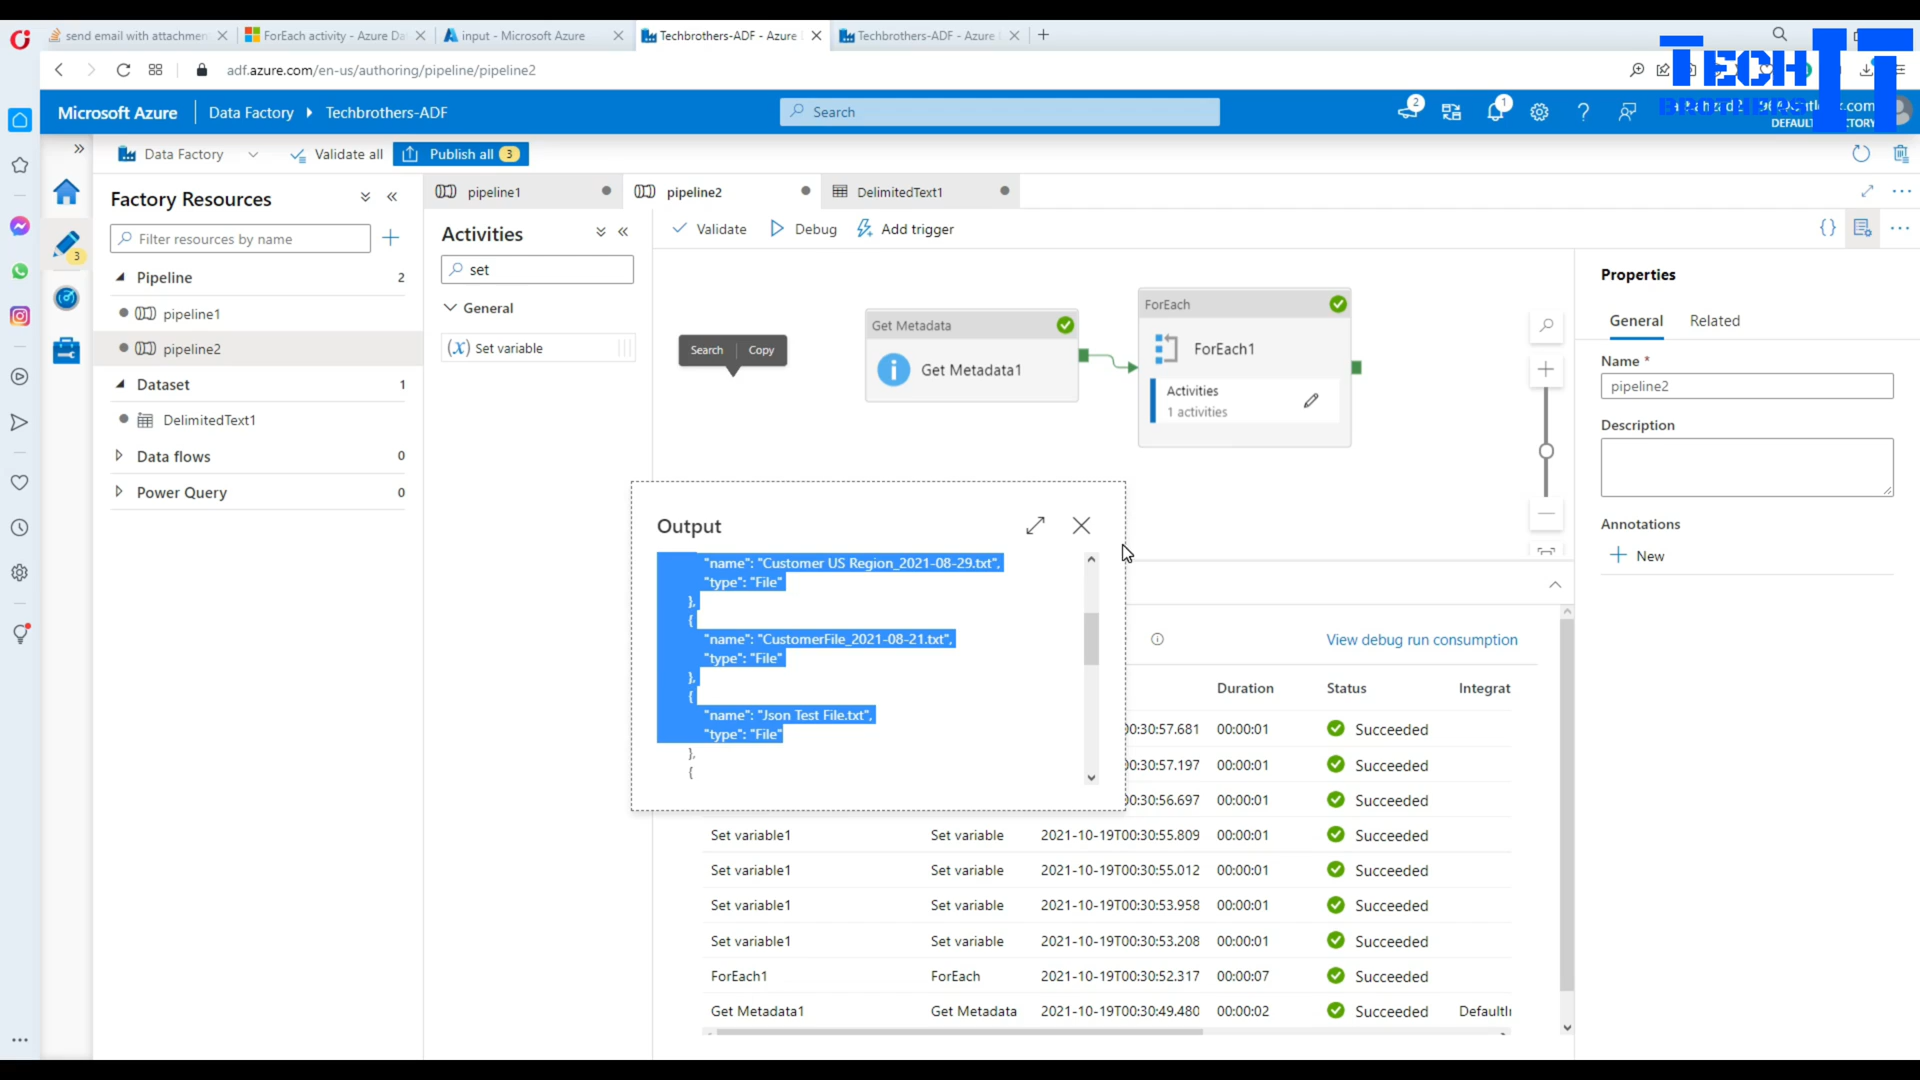 send email with attachmen
ForEach activity - Azure Da
input - Microsoft Azure
Techbrothers-ADF - Azure
Techbrothers-ADF - Azure
adf.azure.com/en-us/authoring/pipeline/pipeline2
TECH IT
BROTHERS
Microsoft Azure
Data Factory
Techbrothers-ADF
Search
2
1
Data Factory
Validate all
Publish all 3
Factory Resources
pipeline1
pipeline2
DelimitedText1
Filter resources by name
3
Pipeline 2
pipeline1
pipeline2
Dataset 1
DelimitedText1
Data flows 0
Power Query 0
Activities
set
General
(x) Set variable
Validate
Debug
Add trigger
{}
Search
Copy
Get Metadata
Get Metadata1
ForEach
ForEach1
Activities
1 activities
Properties
General
Related
Name *
pipeline2
Description
Annotations
New
Output
"name": "Customer US Region_2021-08-29.txt",
"type": "File"
},
{
"name": "CustomerFile_2021-08-21.txt",
"type": "File"
},
{
"name": "Json Test File.txt",
"type": "File"
},
{
View debug run consumption
Duration Status Integrat
00:30:57.681 00:00:01 Succeeded
00:30:57.197 00:00:01 Succeeded
00:30:56.697 00:00:01 Succeeded
Set variable1 Set variable 2021-10-19T00:30:55.809 00:00:01 Succeeded
Set variable1 Set variable 2021-10-19T00:30:55.012 00:00:01 Succeeded
Set variable1 Set variable 2021-10-19T00:30:53.958 00:00:01 Succeeded
Set variable1 Set variable 2021-10-19T00:30:53.208 00:00:01 Succeeded
ForEach1 ForEach 2021-10-19T00:30:52.317 00:00:07 Succeeded
Get Metadata1 Get Metadata 2021-10-19T00:30:49.480 00:00:02 Succeeded DefaultI